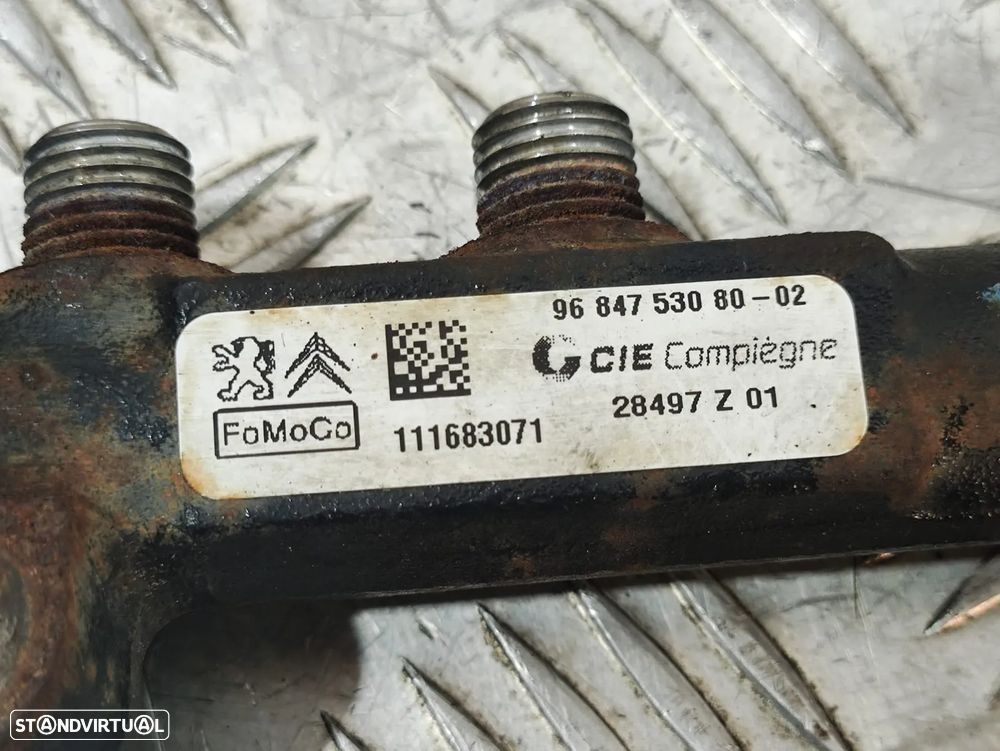 96 847 530 80-02
CIE Compiègne
28497 Z 01
FoMoCo
111683071
STANDVIRTUAL